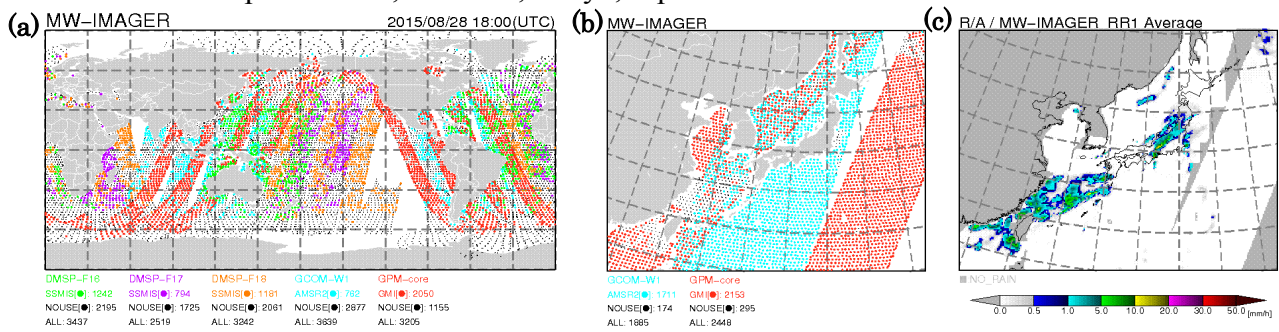 (a) MW-IMAGER 2015/08/28 18:00(UTC)
DMSP-F16 DMSP-F17 DMSP-F18 GCOM-W1 GPM-core
SSMIS[●]: 1242 SSMIS[●]: 794 SSMIS[●]: 1181 AMSR2[●]: 762 GMI[●]: 2050
NOUSE[●]: 2195 NOUSE[●]: 1725 NOUSE[●]: 2061 NOUSE[●]: 2877 NOUSE[●]: 1155
ALL: 3437 ALL: 2519 ALL: 3242 ALL: 3639 ALL: 3205
(b) MW-IMAGER
GCOM-W1 GPM-core
AMSR2[●]: 1711 GMI[●]: 2153
NOUSE[●]: 174 NOUSE[●]: 295
ALL: 1885 ALL: 2448
(c) R/A / MW-IMAGER RR1 Average
NO_RAIN
0.0 0.5 1.0 5.0 10.0 20.0 30.0 50.0 [mm/h]